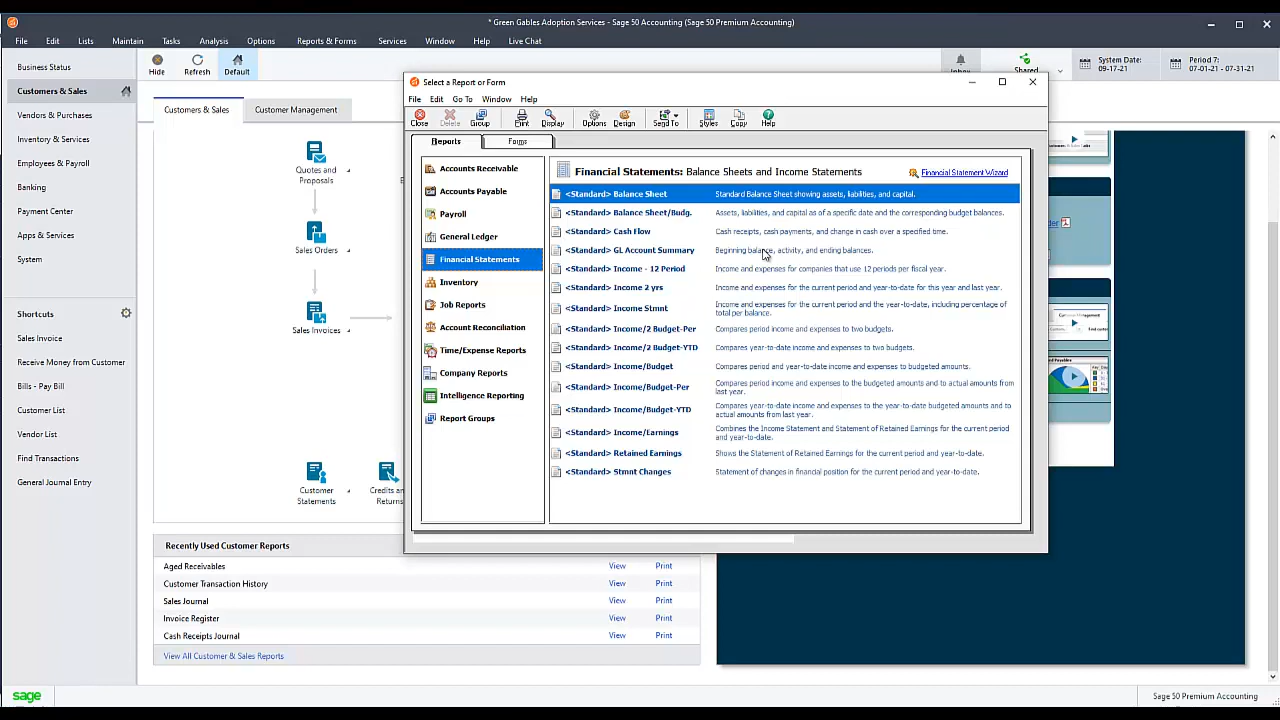 * Green Gables Adoption Services - Sage 50 Accounting (Sage 50 Premium Accounting)
File Edit Lists Maintain Tasks Analysis Options Reports & Forms Services Window Help Live Chat
Business Status
Customers & Sales
Vendors & Purchases
Inventory & Services
Employees & Payroll
Banking
Payment Center
Apps & Services
System
Shortcuts
Sales Invoice
Receive Money from Customer
Bills - Pay Bill
Customer List
Vendor List
Find Transactions
General Journal Entry
Hide Refresh Default
Inbox
Shared
System Date:
09-17-21
Period 7:
07-01-21 - 07-31-21
Customers & Sales Customer Management
Quotes and
Proposals
Sales Orders
Sales Invoices
Customer
Statements
Credits an
Returns
Recently Used Customer Reports
Aged Receivables View Print
Customer Transaction History View Print
Sales Journal View Print
Invoice Register View Print
Cash Receipts Journal View Print
View All Customer & Sales Reports
Select a Report or Form
File Edit Go To Window Help
Close Delete Group Print Display Options Design Send To Styles Copy Help
Reports Forms
Accounts Receivable
Accounts Payable
Payroll
General Ledger
Financial Statements
Inventory
Job Reports
Account Reconciliation
Time/Expense Reports
Company Reports
Intelligence Reporting
Report Groups
Financial Statements: Balance Sheets and Income Statements Financial Statement Wizard
<Standard> Balance Sheet Standard Balance Sheet showing assets, liabilities, and capital.
<Standard> Balance Sheet/Budg. Assets, liabilities, and capital as of a specific date and the corresponding budget balances.
<Standard> Cash Flow Cash receipts, cash payments, and change in cash over a specified time.
<Standard> GL Account Summary Beginning balance, activity, and ending balances.
<Standard> Income - 12 Period Income and expenses for companies that use 12 periods per fiscal year.
<Standard> Income 2 yrs Income and expenses for the current period and year-to-date for this year and last year.
<Standard> Income Stmnt Income and expenses for the current period and the year-to-date, including percentage of
total per balance.
<Standard> Income/2 Budget-Per Compares period income and expenses to two budgets.
<Standard> Income/2 Budget-YTD Compares year-to-date income and expenses to two budgets.
<Standard> Income/Budget Compares period and year-to-date income and expenses to budgeted amounts.
<Standard> Income/Budget-Per Compares period income and expenses to the budgeted amounts and to actual amounts from
last year.
<Standard> Income/Budget-YTD Compares year-to-date income and expenses to the year-to-date budgeted amounts and to
actual amounts from last year.
<Standard> Income/Earnings Combines the Income Statement and Statement of Retained Earnings for the current period
and year-to-date.
<Standard> Retained Earnings Shows the Statement of Retained Earnings for the current period and year-to-date.
<Standard> Stmnt Changes Statement of changes in financial position for the current period and year-to-date.
sage
Sage 50 Premium Accounting